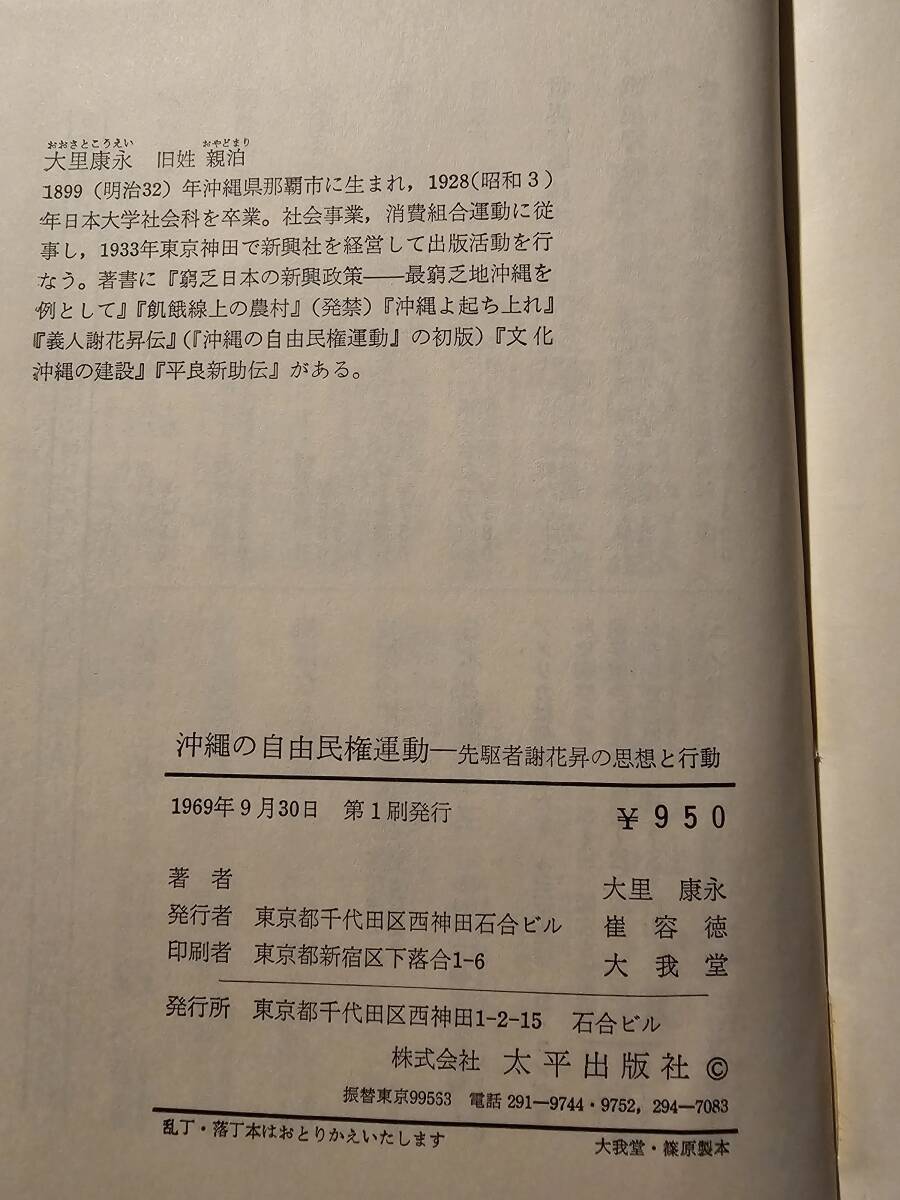 おおさとこうえい おやどまり
大里康永 旧姓 親泊
1899（明治32）年沖縄県那覇市に生まれ，1928（昭和3）
年日本大学社会科を卒業。社会事業，消費組合運動に従
事し，1933年東京神田で新興社を経営して出版活動を行
なう。著書に『窮乏日本の新興政策――最窮乏地沖縄を
例として』『飢餓線上の農村』（発禁）『沖縄よ起ち上れ』
『義人謝花昇伝』（『沖縄の自由民権運動』の初版）『文化
沖縄の建設』『平良新助伝』がある。
沖縄の自由民権運動―先駆者謝花昇の思想と行動
1969年9月30日 第1刷発行 ¥950
著者 大里 康永
発行者 東京都千代田区西神田石合ビル 崔容徳
印刷者 東京都新宿区下落合1-6 大我堂
発行所 東京都千代田区西神田1-2-15 石合ビル
株式会社 太平出版社 ©
振替東京99563 電話 291―9744・9752, 294―7083
乱丁・落丁本はおとりかえいたします 大我堂・篠原製本